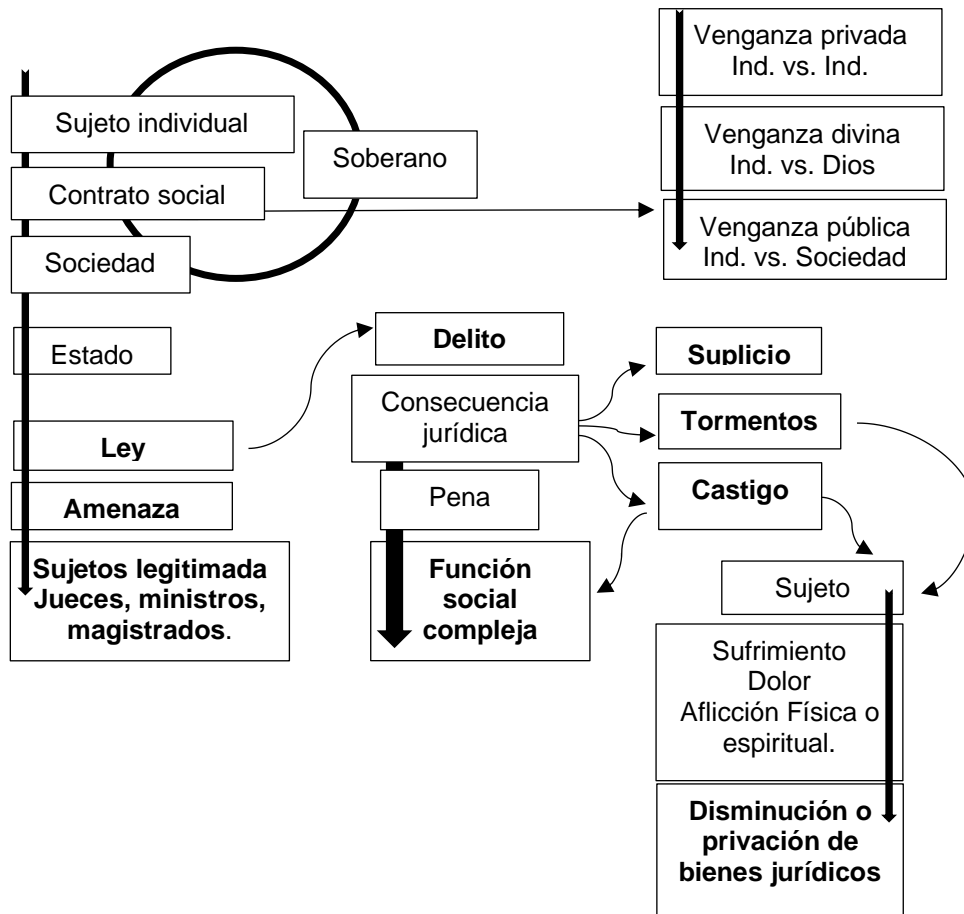 Sujeto individual
Soberano
Contrato social
Sociedad
Estado
Ley
Amenaza
Sujetos legitimada
Jueces, ministros,
magistrados.
Venganza privada
Ind. vs. Ind.
Venganza divina
Ind. vs. Dios
Venganza pública
Ind. vs. Sociedad
Delito
Consecuencia
jurídica
Pena
Función
social
compleja
Suplicio
Tormentos
Castigo
Sujeto
Sufrimiento
Dolor
Aflicción Física o
espiritual.
Disminución o
privación de
bienes jurídicos